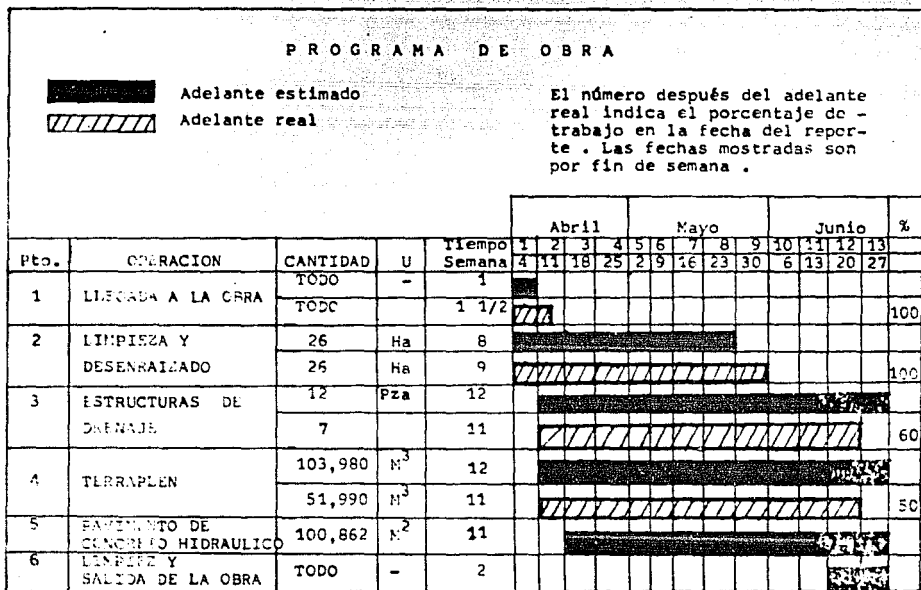 PROGRAMA DE OBRA
Adelante estimado
Adelante real
El número después del adelante
real indica el porcentaje de -
trabajo en la fecha del repor-
te . Las fechas mostradas son
por fin de semana .
Abril Mayo Junio %
Tiempo 1 2 3 4 5 6 7 8 9 10 11 12 13
Pto. OPERACION CANTIDAD U Semana 4 11 18 25 2 9 16 23 30 6 13 20 27
1 LLEGADA A LA OBRA TODO - 1
TODO 1 1/2 100
2 LIMPIEZA Y 26 Ha 8
DESENRAIZADO 26 Ha 9 100
3 ESTRUCTURAS DE 12 Pza 12
DRENAJE 7 11 60
4 TERRAPLEN 103,980 M3 12
51,990 M3 11 50
5 PAVIMENTO DE
CONCRETO HIDRAULICO 100,862 M2 11
6 LIMPIEZA Y
SALIDA DE LA OBRA TODO - 2